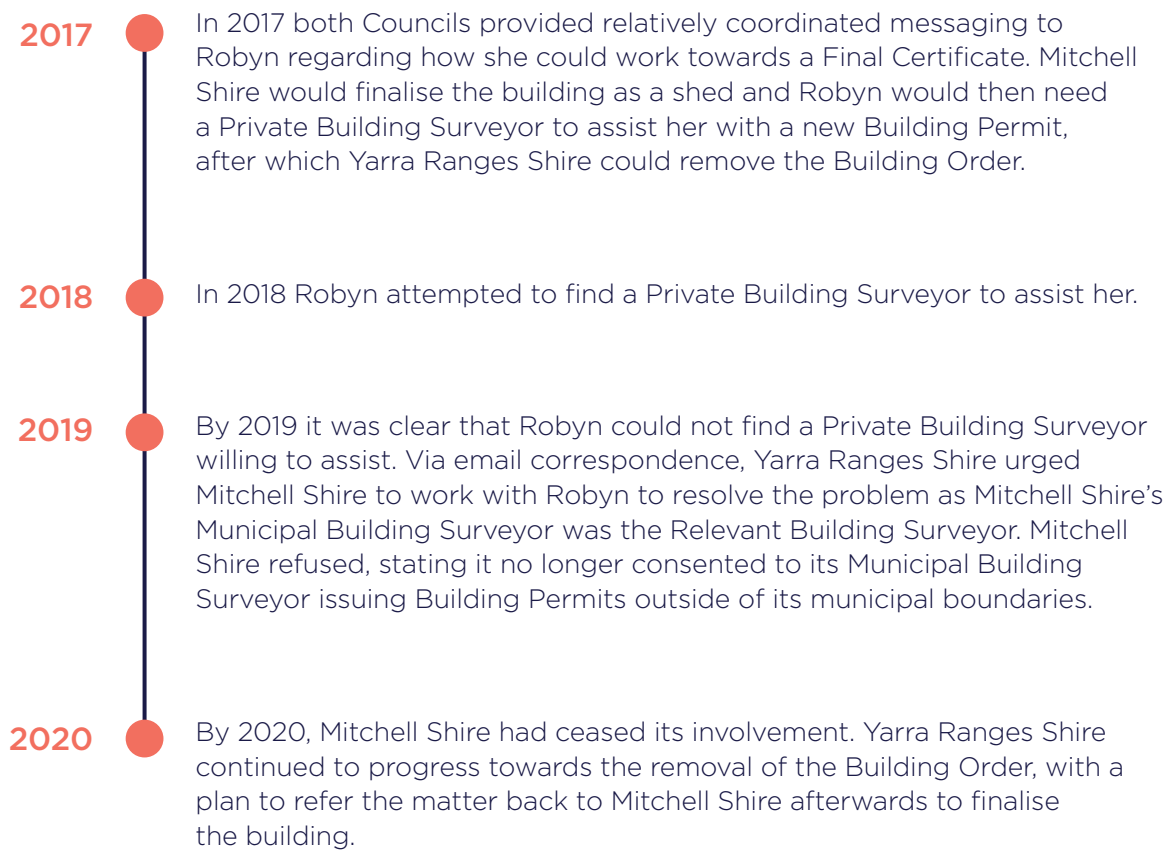 2017
In 2017 both Councils provided relatively coordinated messaging to
Robyn regarding how she could work towards a Final Certificate. Mitchell
Shire would finalise the building as a shed and Robyn would then need
a Private Building Surveyor to assist her with a new Building Permit,
after which Yarra Ranges Shire could remove the Building Order.
2018
In 2018 Robyn attempted to find a Private Building Surveyor to assist her.
2019
By 2019 it was clear that Robyn could not find a Private Building Surveyor
willing to assist. Via email correspondence, Yarra Ranges Shire urged
Mitchell Shire to work with Robyn to resolve the problem as Mitchell Shire’s
Municipal Building Surveyor was the Relevant Building Surveyor. Mitchell
Shire refused, stating it no longer consented to its Municipal Building
Surveyor issuing Building Permits outside of its municipal boundaries.
2020
By 2020, Mitchell Shire had ceased its involvement. Yarra Ranges Shire
continued to progress towards the removal of the Building Order, with a
plan to refer the matter back to Mitchell Shire afterwards to finalise
the building.